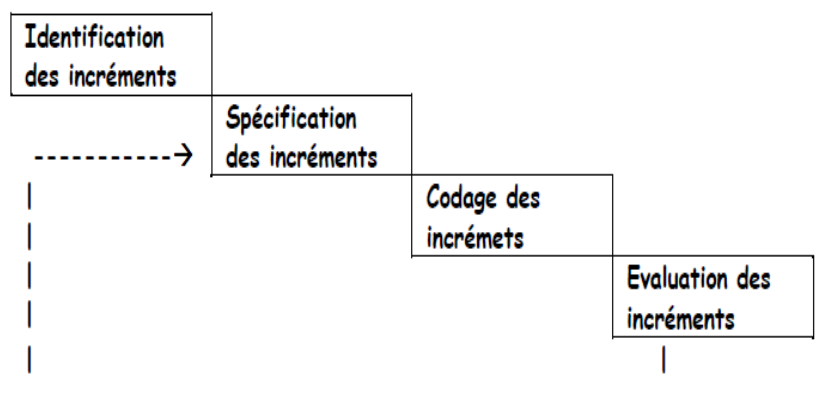 Identification
des incréments
Spécification
des incréments
Codage des
incrémets
Evaluation des
incréments